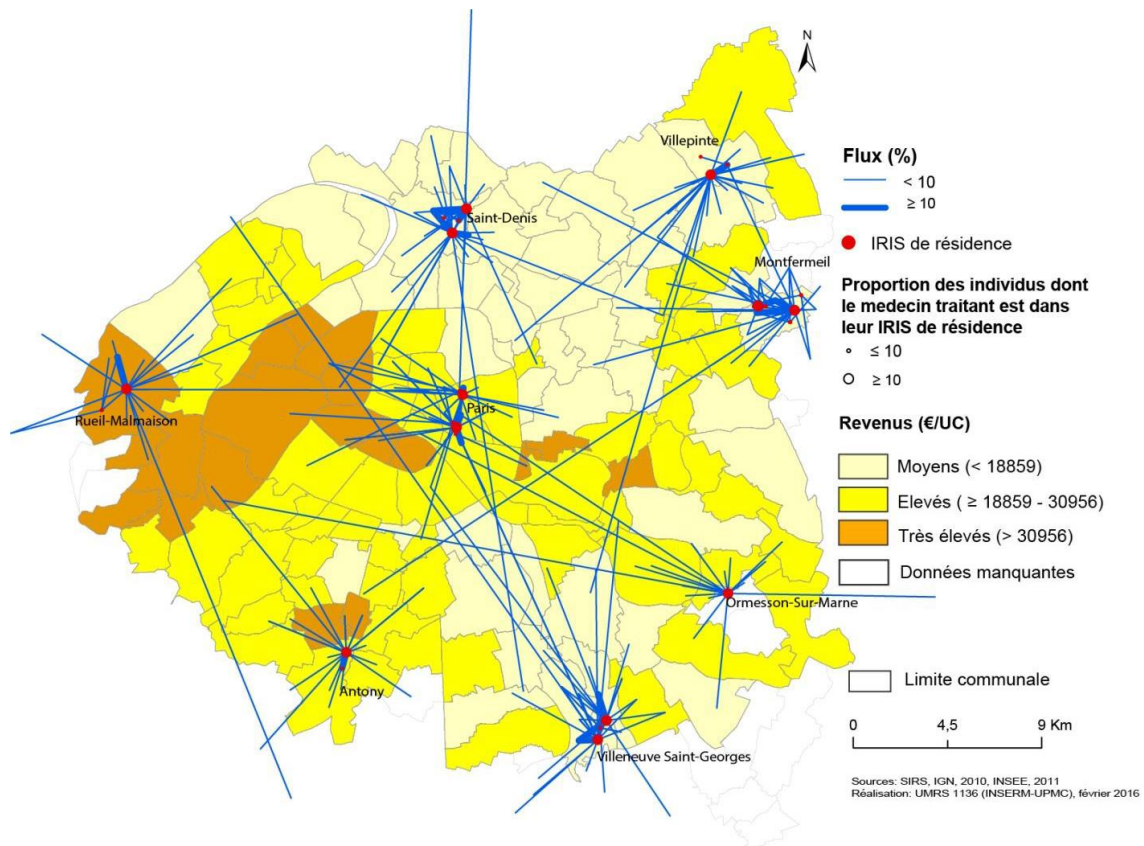 N
Villepinte
Saint-Denis
Montfermeil
Rueil-Malmaison
Paris
Ormesson-Sur-Marne
Antony
Villeneuve Saint-Georges
Flux (%)
< 10
≥ 10
IRIS de résidence
Proportion des individus dont
le medecin traitant est dans
leur IRIS de résidence
≤ 10
≥ 10
Revenus (€/UC)
Moyens (< 18859)
Elevés ( ≥ 18859 - 30956)
Très élevés (> 30956)
Données manquantes
Limite communale
0 4,5 9 Km
Sources: SIRS, IGN, 2010, INSEE, 2011
Réalisation: UMRS 1136 (INSERM-UPMC), février 2016